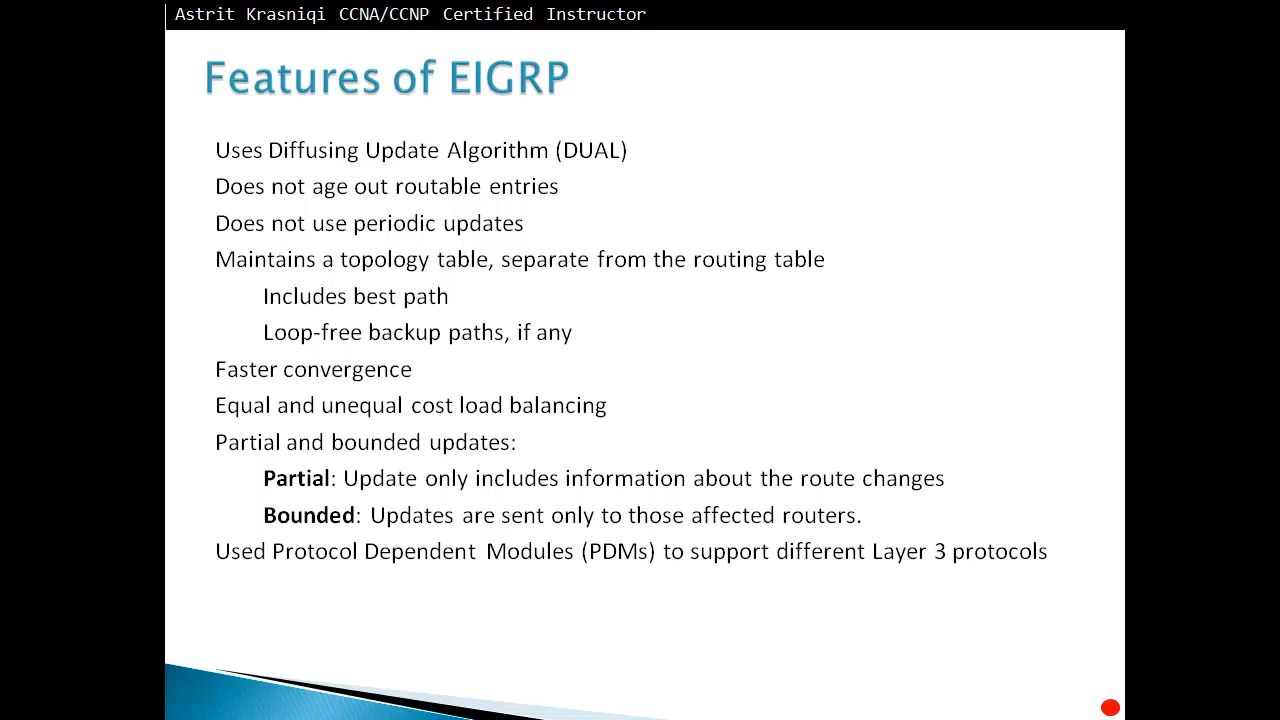 Astrit Krasniqi CCNA/CCNP Certified Instructor
Features of EIGRP
Uses Diffusing Update Algorithm (DUAL)
Does not age out routable entries
Does not use periodic updates
Maintains a topology table, separate from the routing table
Includes best path
Loop-free backup paths, if any
Faster convergence
Equal and unequal cost load balancing
Partial and bounded updates:
Partial: Update only includes information about the route changes
Bounded: Updates are sent only to those affected routers.
Used Protocol Dependent Modules (PDMs) to support different Layer 3 protocols